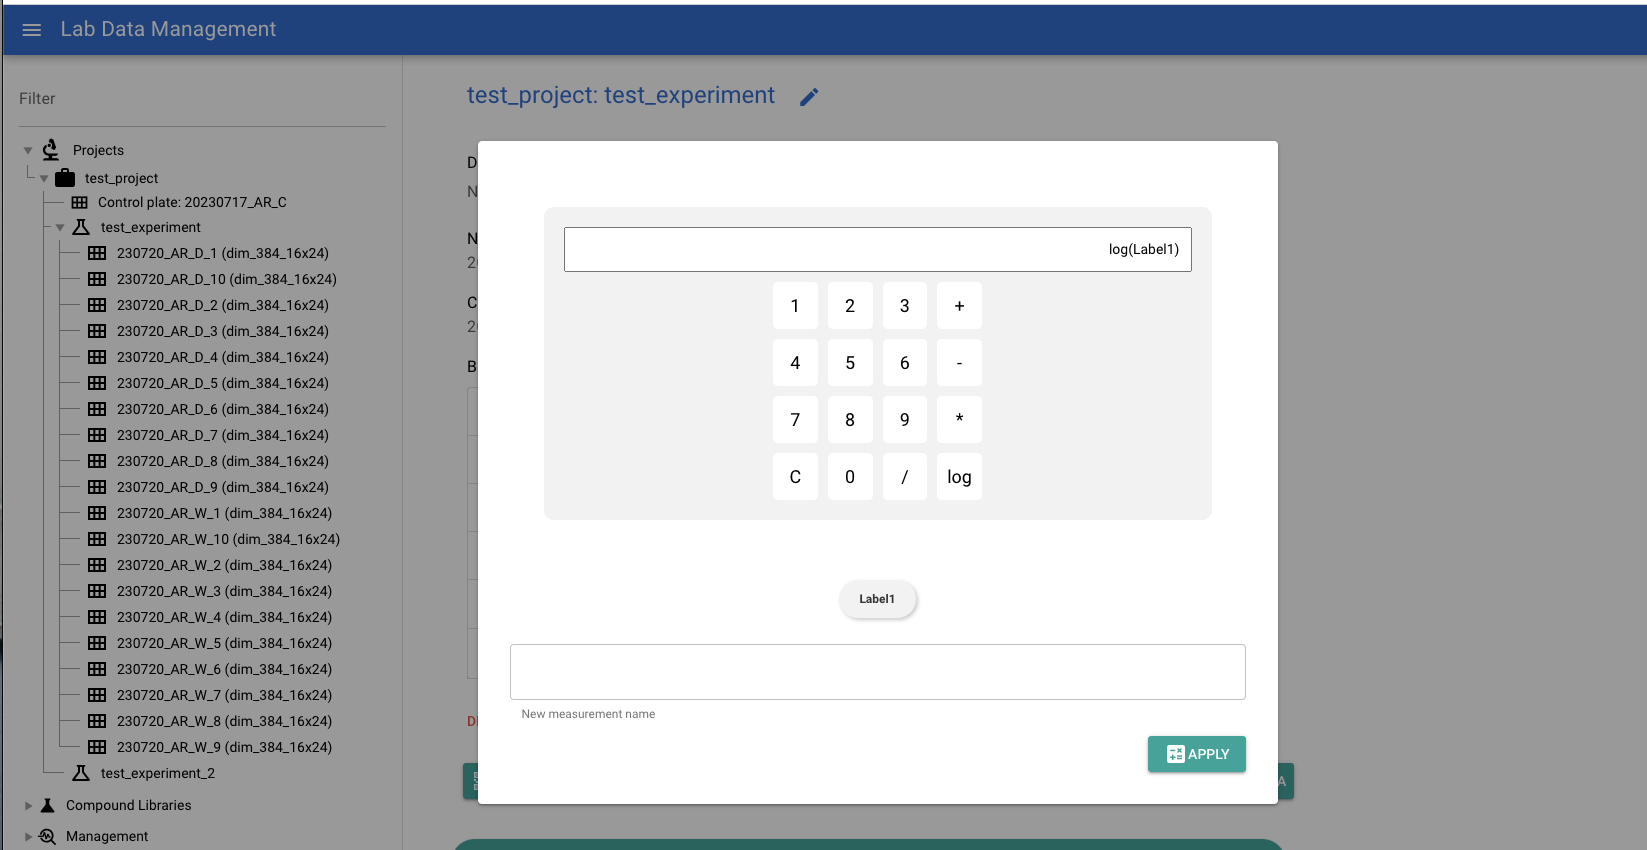 Lab Data Management
Filter
Projects
test_project
Control plate: 20230717_AR_C
test_experiment
230720_AR_D_1 (dim_384_16x24)
230720_AR_D_10 (dim_384_16x24)
230720_AR_D_2 (dim_384_16x24)
230720_AR_D_3 (dim_384_16x24)
230720_AR_D_4 (dim_384_16x24)
230720_AR_D_5 (dim_384_16x24)
230720_AR_D_6 (dim_384_16x24)
230720_AR_D_7 (dim_384_16x24)
230720_AR_D_8 (dim_384_16x24)
230720_AR_D_9 (dim_384_16x24)
230720_AR_W_1 (dim_384_16x24)
230720_AR_W_10 (dim_384_16x24)
230720_AR_W_2 (dim_384_16x24)
230720_AR_W_3 (dim_384_16x24)
230720_AR_W_4 (dim_384_16x24)
230720_AR_W_5 (dim_384_16x24)
230720_AR_W_6 (dim_384_16x24)
230720_AR_W_7 (dim_384_16x24)
230720_AR_W_8 (dim_384_16x24)
230720_AR_W_9 (dim_384_16x24)
test_experiment_2
Compound Libraries
Management
test_project: test_experiment
log(Label1)
1 2 3 +
4 5 6 -
7 8 9 *
C 0 / log
Label1
New measurement name
APPLY